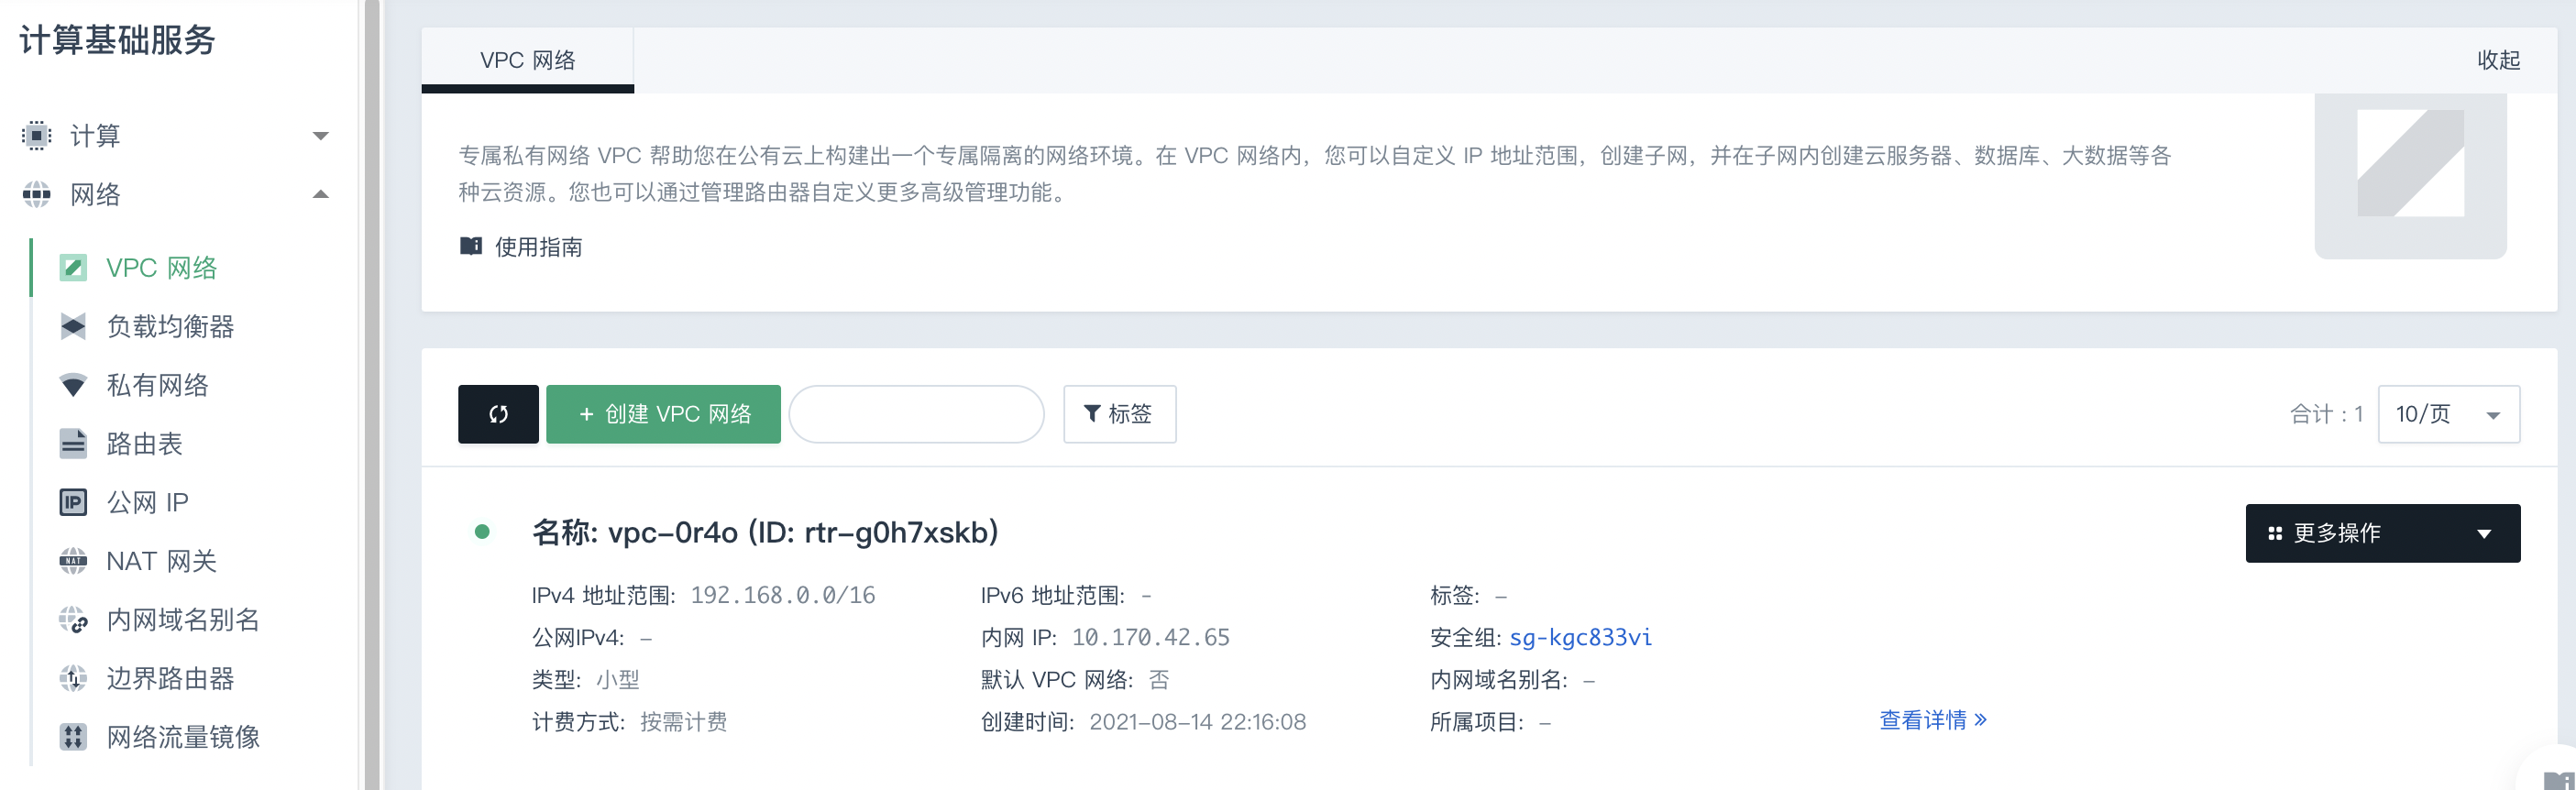 计算基础服务
计算
网络
VPC 网络
负载均衡器
私有网络
路由表
公网 IP
NAT 网关
内网域名别名
边界路由器
网络流量镜像
VPC 网络
收起
专属私有网络 VPC 帮助您在公有云上构建出一个专属隔离的网络环境。在 VPC 网络内，您可以自定义 IP 地址范围，创建子网，并在子网内创建云服务器、数据库、大数据等各
种云资源。您也可以通过管理路由器自定义更多高级管理功能。
使用指南
+ 创建 VPC 网络
标签
合计 : 1
10/页
名称: vpc-0r4o (ID: rtr-g0h7xskb)
更多操作
IPv4 地址范围: 192.168.0.0/16
IPv6 地址范围: -
标签: -
公网IPv4: -
内网 IP: 10.170.42.65
安全组: sg-kgc833vi
类型: 小型
默认 VPC 网络: 否
内网域名别名: -
计费方式: 按需计费
创建时间: 2021-08-14 22:16:08
所属项目: -
查看详情 »